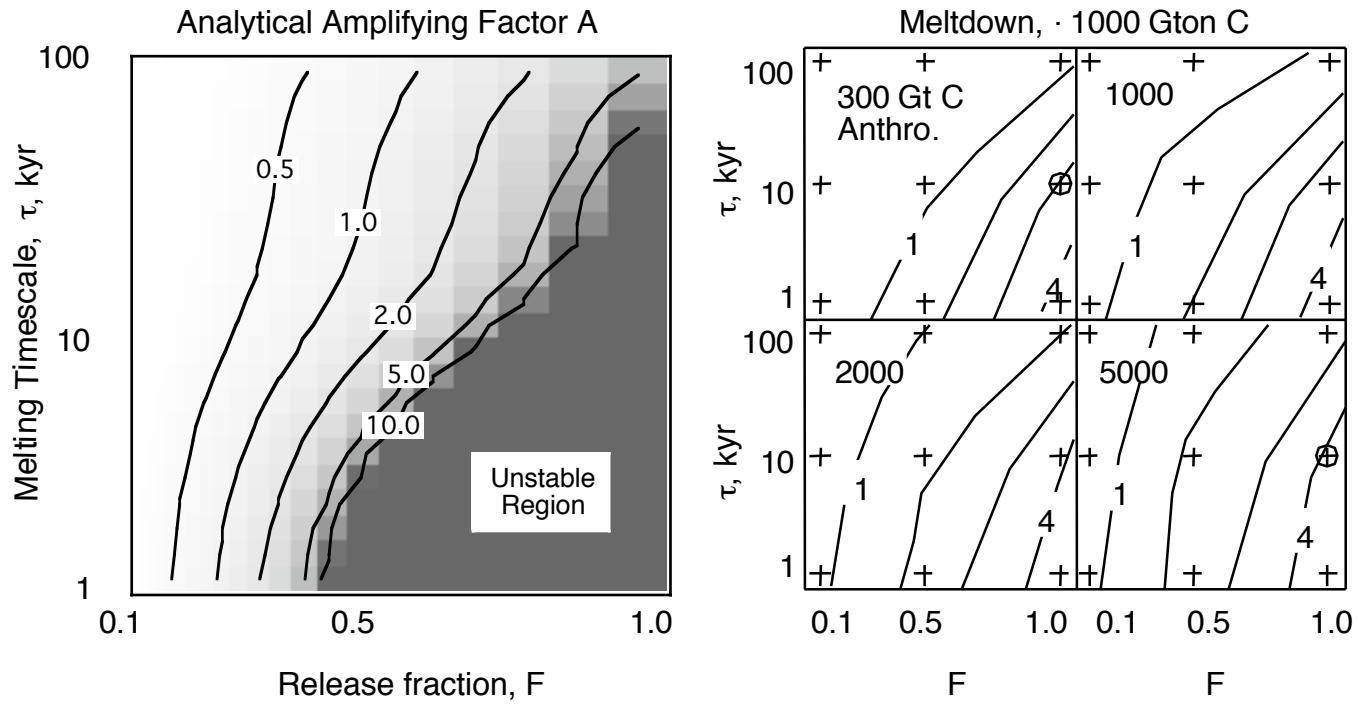 Analytical Amplifying Factor A
Melting Timescale, τ, kyr
100
10
1
0.5
1.0
2.0
5.0
10.0
Unstable
Region
0.1
0.5
1.0
Release fraction, F
Meltdown, · 1000 Gton C
τ, kyr
100
10
1
300 Gt C
Anthro.
1
4
1000
1
4
τ, kyr
100
10
1
2000
1
4
5000
1
4
0.1
0.5
1.0
0.1
0.5
1.0
F
F